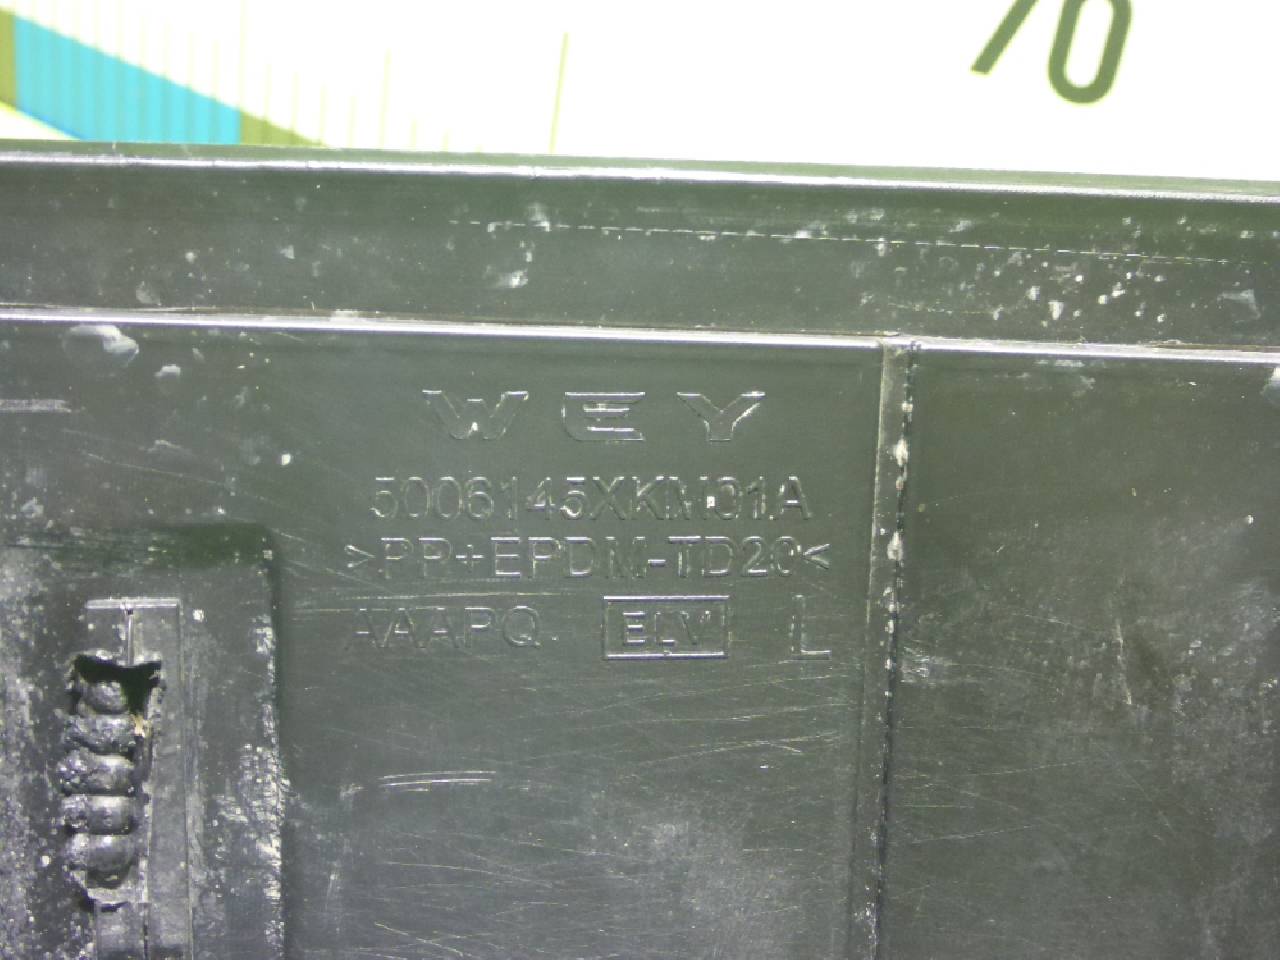 70
WEY
5006145XKM01A
>PP+EPDM-TD20<
AAAPQ ELV L